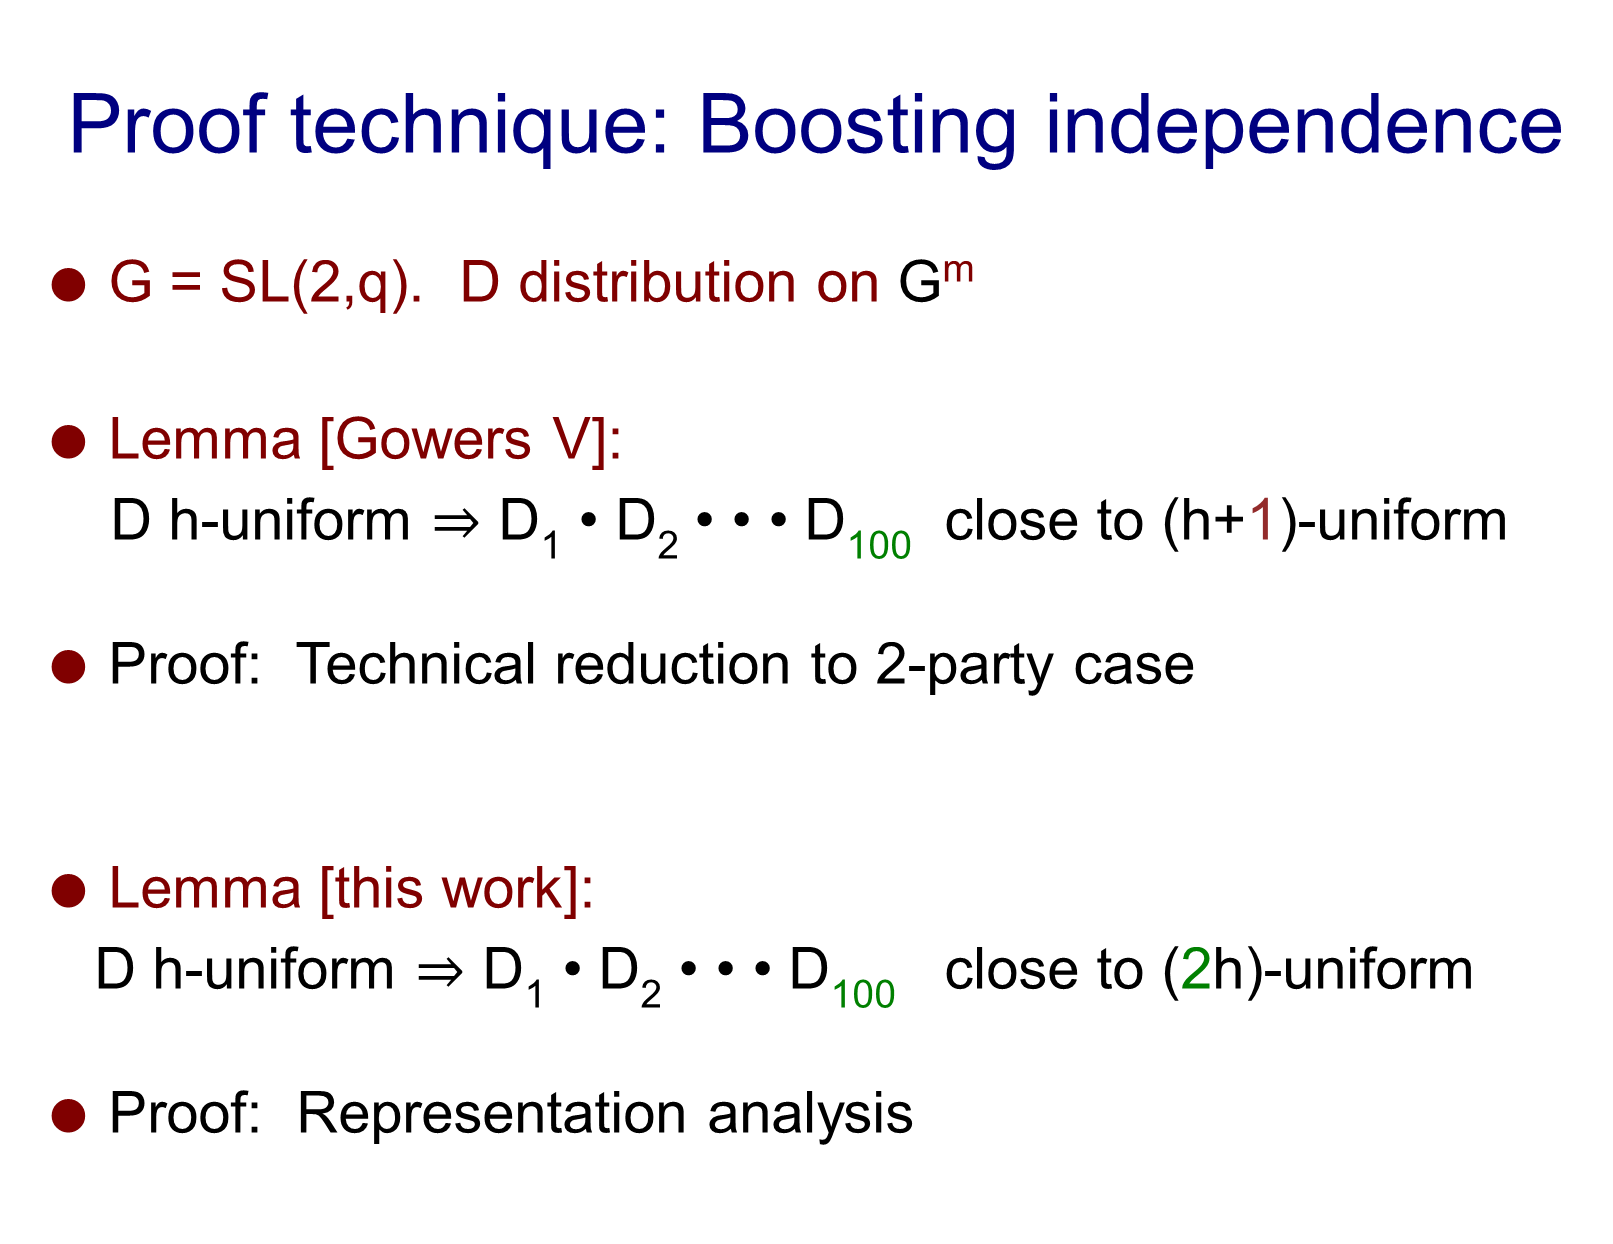 Proof technique: Boosting independence
● G = SL(2,q). D distribution on Gᵐ
● Lemma [Gowers V]:
D h-uniform ⇒ D₁ • D₂ • • • D₁₀₀ close to (h+1)-uniform
● Proof: Technical reduction to 2-party case
● Lemma [this work]:
D h-uniform ⇒ D₁ • D₂ • • • D₁₀₀ close to (2h)-uniform
● Proof: Representation analysis